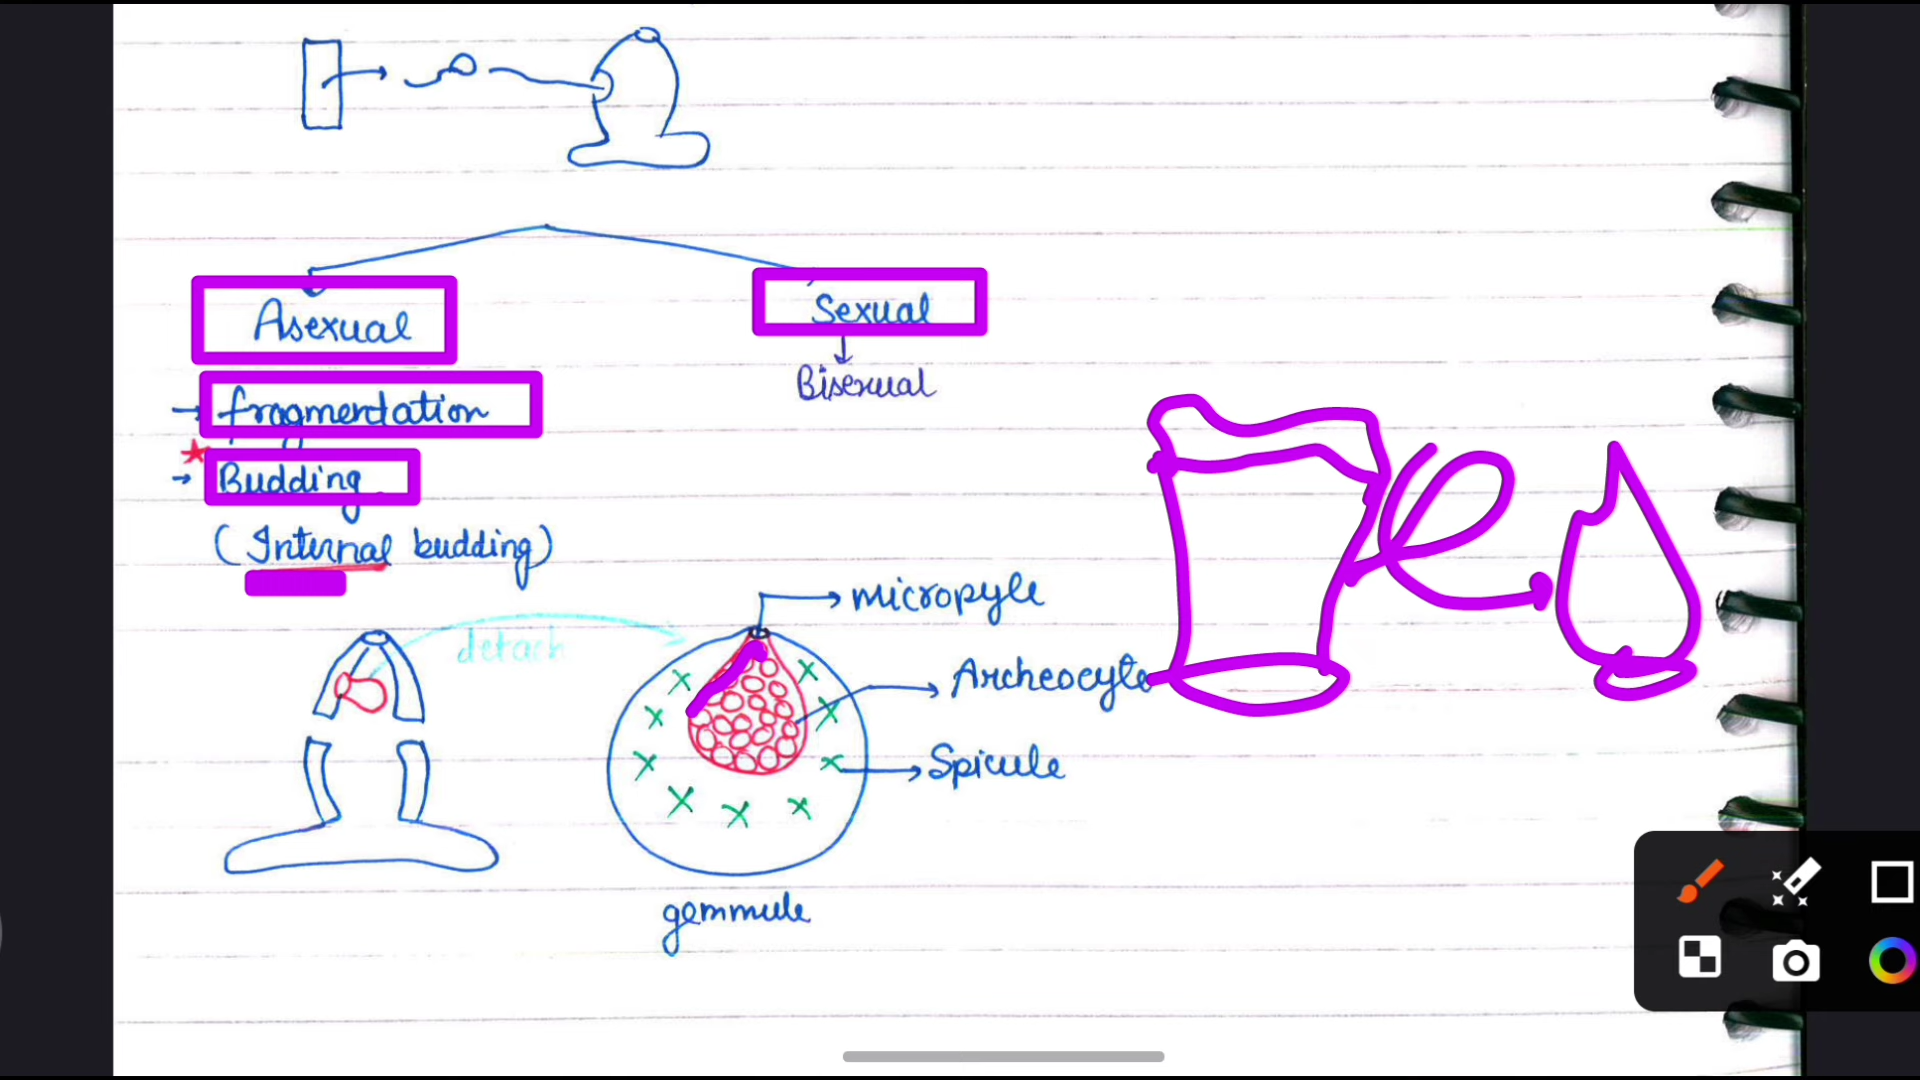 Asexual
Sexual
Bisexual
→ fragmentation
→ Budding
(Internal budding)
detach
micropyle
Archeocyte
Spicule
gemmule